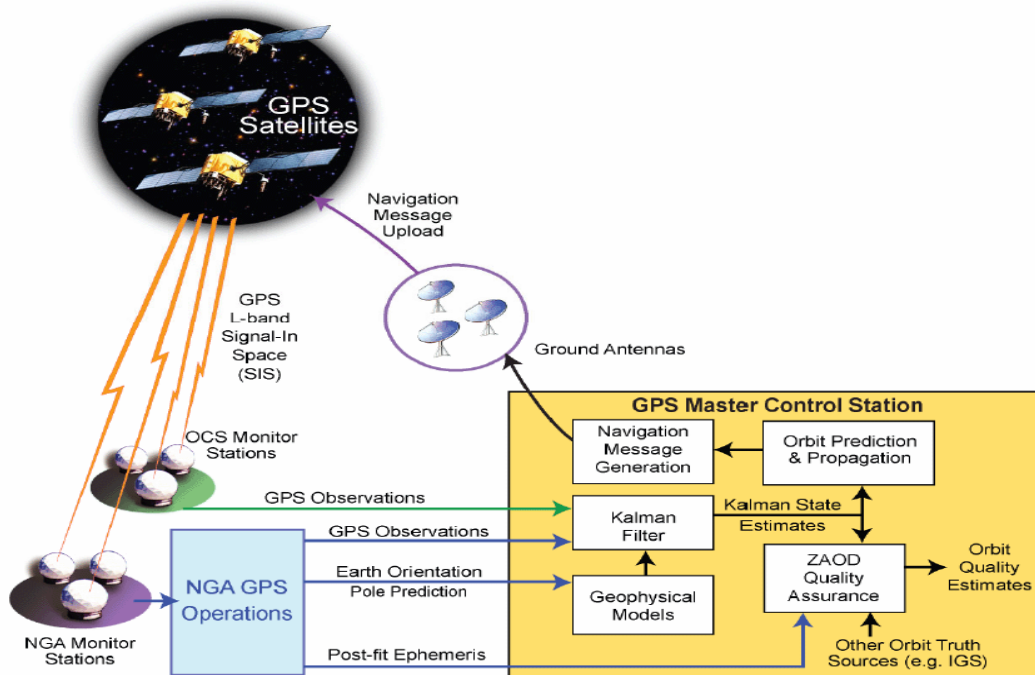 GPS
Satellites
Navigation
Message
Upload
GPS
L-band
Signal-In
Space
(SIS)
Ground Antennas
GPS Master Control Station
OCS Monitor
Stations
Navigation
Message
Generation
Orbit Prediction
& Propagation
GPS Observations
Kalman State
Estimates
Kalman
Filter
GPS Observations
NGA GPS
Operations
Earth Orientation
Pole Prediction
Geophysical
Models
ZAOD
Quality
Assurance
Orbit
Quality
Estimates
NGA Monitor
Stations
Post-fit Ephemeris
Other Orbit Truth
Sources (e.g. IGS)